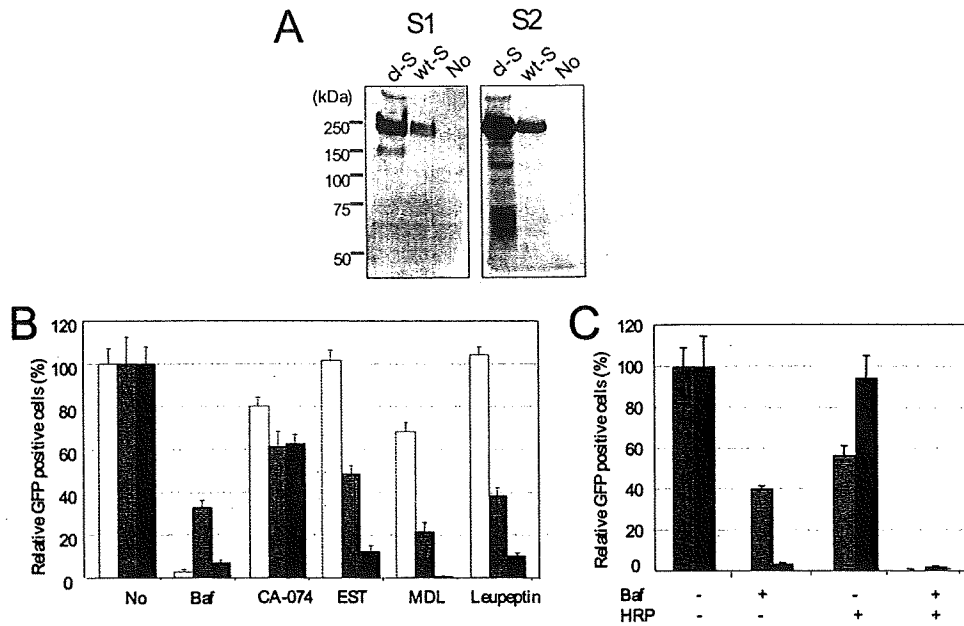 A
S1 S2
cl-S wt-S No cl-S wt-S No
(kDa)
250
150
100
75
50
B
Relative GFP positive cells (%)
120
100
80
60
40
20
0
No Baf CA-074 EST MDL Leupeptin
C
Relative GFP positive cells (%)
120
100
80
60
40
20
0
Baf - + - +
HRP - - + +